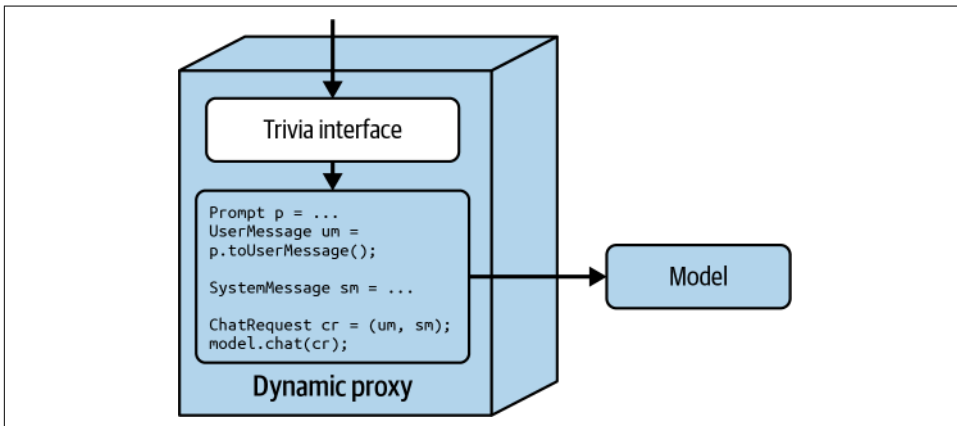 Trivia interface
Prompt p = ...
UserMessage um =
p.toUserMessage();
SystemMessage sm = ...
ChatRequest cr = (um, sm);
model.chat(cr);
Model
Dynamic proxy